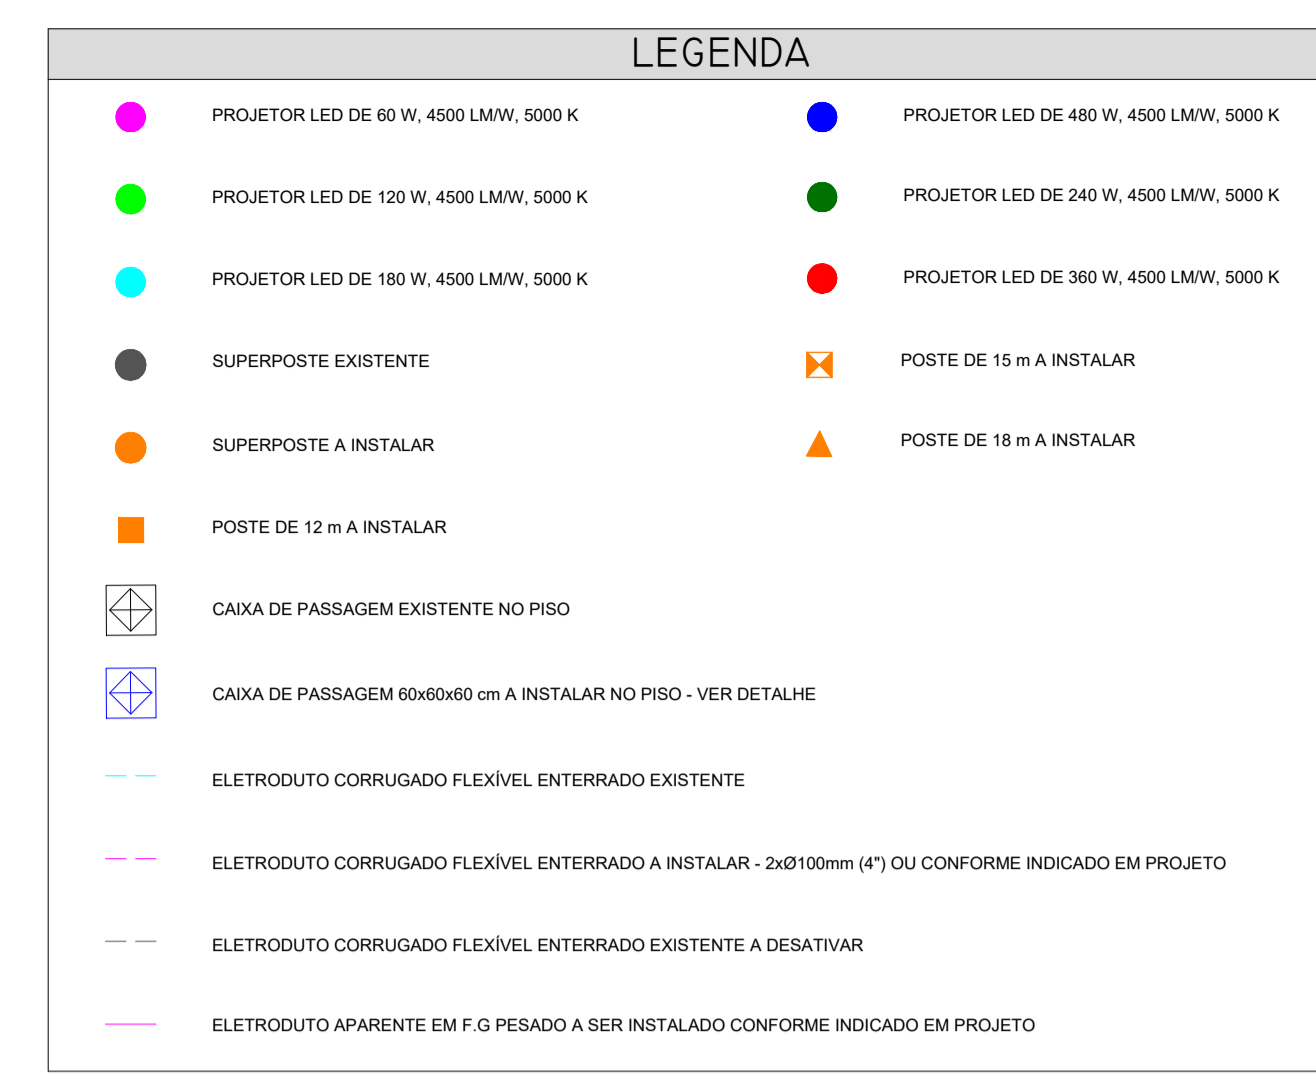 LEGENDA
PROJETOR LED DE 60 W, 4500 LM/W, 5000 K
PROJETOR LED DE 480 W, 4500 LM/W, 5000 K
PROJETOR LED DE 120 W, 4500 LM/W, 5000 K
PROJETOR LED DE 240 W, 4500 LM/W, 5000 K
PROJETOR LED DE 180 W, 4500 LM/W, 5000 K
PROJETOR LED DE 360 W, 4500 LM/W, 5000 K
SUPERPOSTE EXISTENTE
POSTE DE 15 m A INSTALAR
SUPERPOSTE A INSTALAR
POSTE DE 18 m A INSTALAR
POSTE DE 12 m A INSTALAR
CAIXA DE PASSAGEM EXISTENTE NO PISO
CAIXA DE PASSAGEM 60x60x60 cm A INSTALAR NO PISO - VER DETALHE
ELETRODUTO CORRUGADO FLEXÍVEL ENTERRADO EXISTENTE
ELETRODUTO CORRUGADO FLEXÍVEL ENTERRADO A INSTALAR - 2xØ100mm (4") OU CONFORME INDICADO EM PROJETO
ELETRODUTO CORRUGADO FLEXÍVEL ENTERRADO EXISTENTE A DESATIVAR
ELETRODUTO APARENTE EM F.G PESADO A SER INSTALADO CONFORME INDICADO EM PROJETO